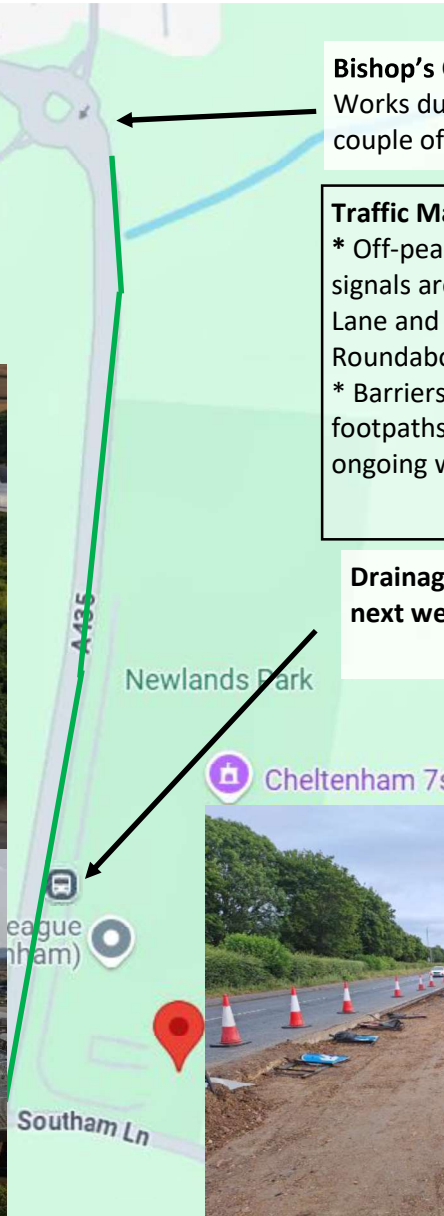 Bishop's
Works du
couple of
Traffic Ma
* Off-pea
signals are
Lane and
Roundabo
* Barriers
footpaths
ongoing w
Drainag
next we
A435
Newlands Park
Cheltenham 7s
eague
nham)
Southam Ln